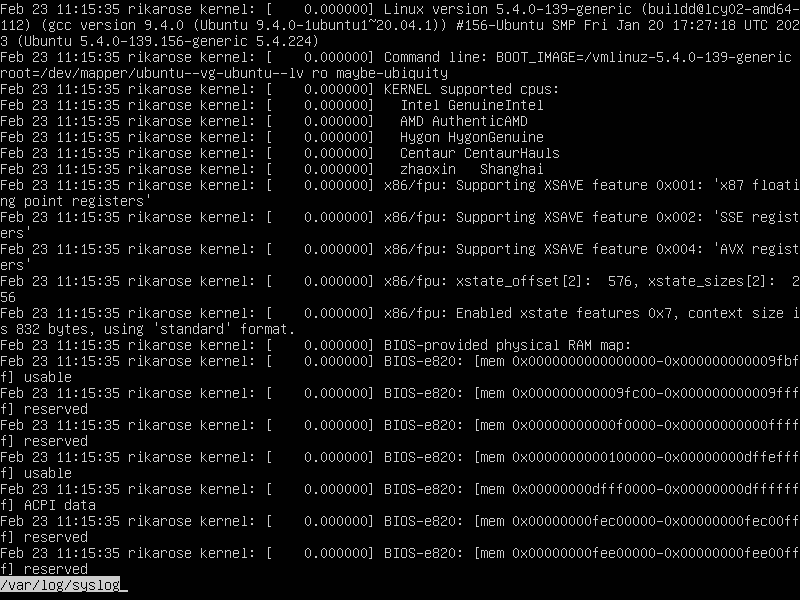 Feb 23 11:15:35 rikarose kernel: [    0.000000] Linux version 5.4.0-139-generic (buildd@lcy02-amd64-
112) (gcc version 9.4.0 (Ubuntu 9.4.0-1ubuntu1~20.04.1)) #156-Ubuntu SMP Fri Jan 20 17:27:18 UTC 202
3 (Ubuntu 5.4.0-139.156-generic 5.4.224)
Feb 23 11:15:35 rikarose kernel: [    0.000000] Command line: BOOT_IMAGE=/vmlinuz-5.4.0-139-generic
root=/dev/mapper/ubuntu--vg-ubuntu--lv ro maybe-ubiquity
Feb 23 11:15:35 rikarose kernel: [    0.000000] KERNEL supported cpus:
Feb 23 11:15:35 rikarose kernel: [    0.000000]   Intel GenuineIntel
Feb 23 11:15:35 rikarose kernel: [    0.000000]   AMD AuthenticAMD
Feb 23 11:15:35 rikarose kernel: [    0.000000]   Hygon HygonGenuine
Feb 23 11:15:35 rikarose kernel: [    0.000000]   Centaur CentaurHauls
Feb 23 11:15:35 rikarose kernel: [    0.000000]   zhaoxin   Shanghai
Feb 23 11:15:35 rikarose kernel: [    0.000000] x86/fpu: Supporting XSAVE feature 0x001: 'x87 floati
ng point registers'
Feb 23 11:15:35 rikarose kernel: [    0.000000] x86/fpu: Supporting XSAVE feature 0x002: 'SSE regist
ers'
Feb 23 11:15:35 rikarose kernel: [    0.000000] x86/fpu: Supporting XSAVE feature 0x004: 'AVX regist
ers'
Feb 23 11:15:35 rikarose kernel: [    0.000000] x86/fpu: xstate_offset[2]:  576, xstate_sizes[2]:  2
56
Feb 23 11:15:35 rikarose kernel: [    0.000000] x86/fpu: Enabled xstate features 0x7, context size i
s 832 bytes, using 'standard' format.
Feb 23 11:15:35 rikarose kernel: [    0.000000] BIOS-provided physical RAM map:
Feb 23 11:15:35 rikarose kernel: [    0.000000] BIOS-e820: [mem 0x0000000000000000-0x000000000009fbf
f] usable
Feb 23 11:15:35 rikarose kernel: [    0.000000] BIOS-e820: [mem 0x000000000009fc00-0x000000000009fff
f] reserved
Feb 23 11:15:35 rikarose kernel: [    0.000000] BIOS-e820: [mem 0x00000000000f0000-0x00000000000ffff
f] reserved
Feb 23 11:15:35 rikarose kernel: [    0.000000] BIOS-e820: [mem 0x0000000000100000-0x00000000dffefff
f] usable
Feb 23 11:15:35 rikarose kernel: [    0.000000] BIOS-e820: [mem 0x00000000dfff0000-0x00000000dffffff
f] ACPI data
Feb 23 11:15:35 rikarose kernel: [    0.000000] BIOS-e820: [mem 0x00000000fec00000-0x00000000fec00ff
f] reserved
Feb 23 11:15:35 rikarose kernel: [    0.000000] BIOS-e820: [mem 0x00000000fee00000-0x00000000fee00ff
f] reserved
/var/log/syslog